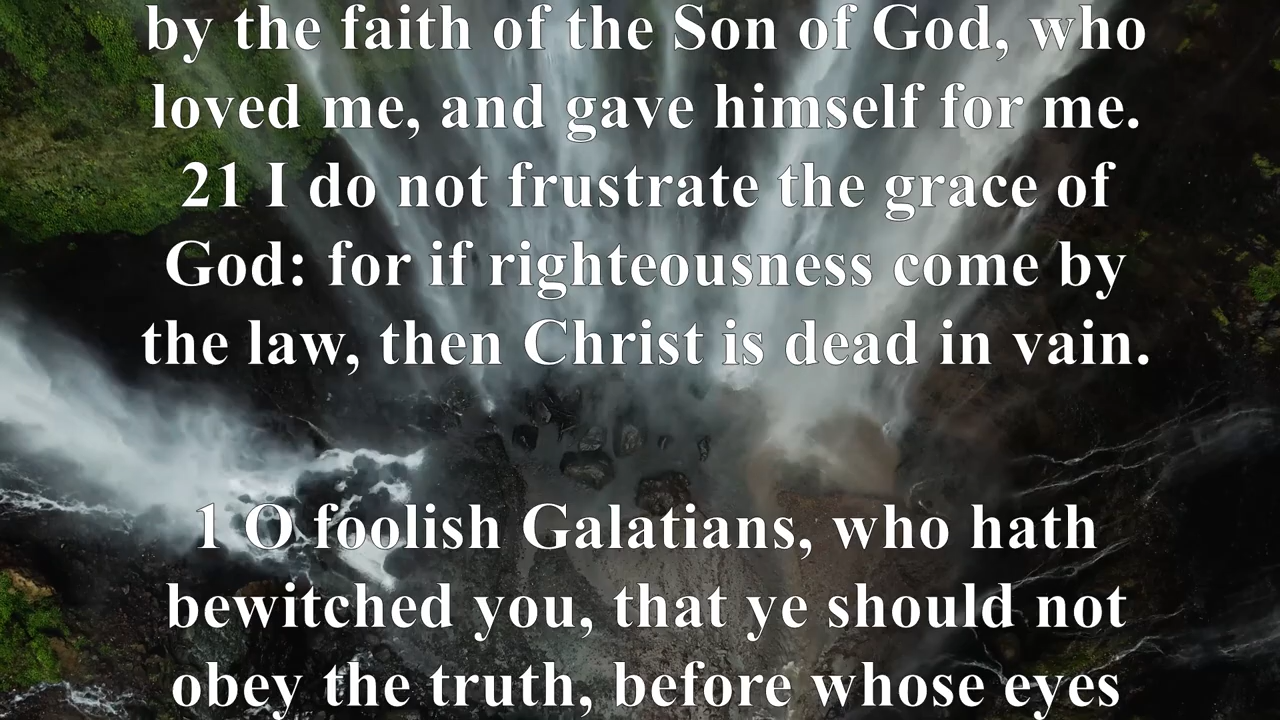 by the faith of the Son of God, who
loved me, and gave himself for me.
21 I do not frustrate the grace of
God: for if righteousness come by
the law, then Christ is dead in vain.
1 O foolish Galatians, who hath
bewitched you, that ye should not
obey the truth, before whose eyes